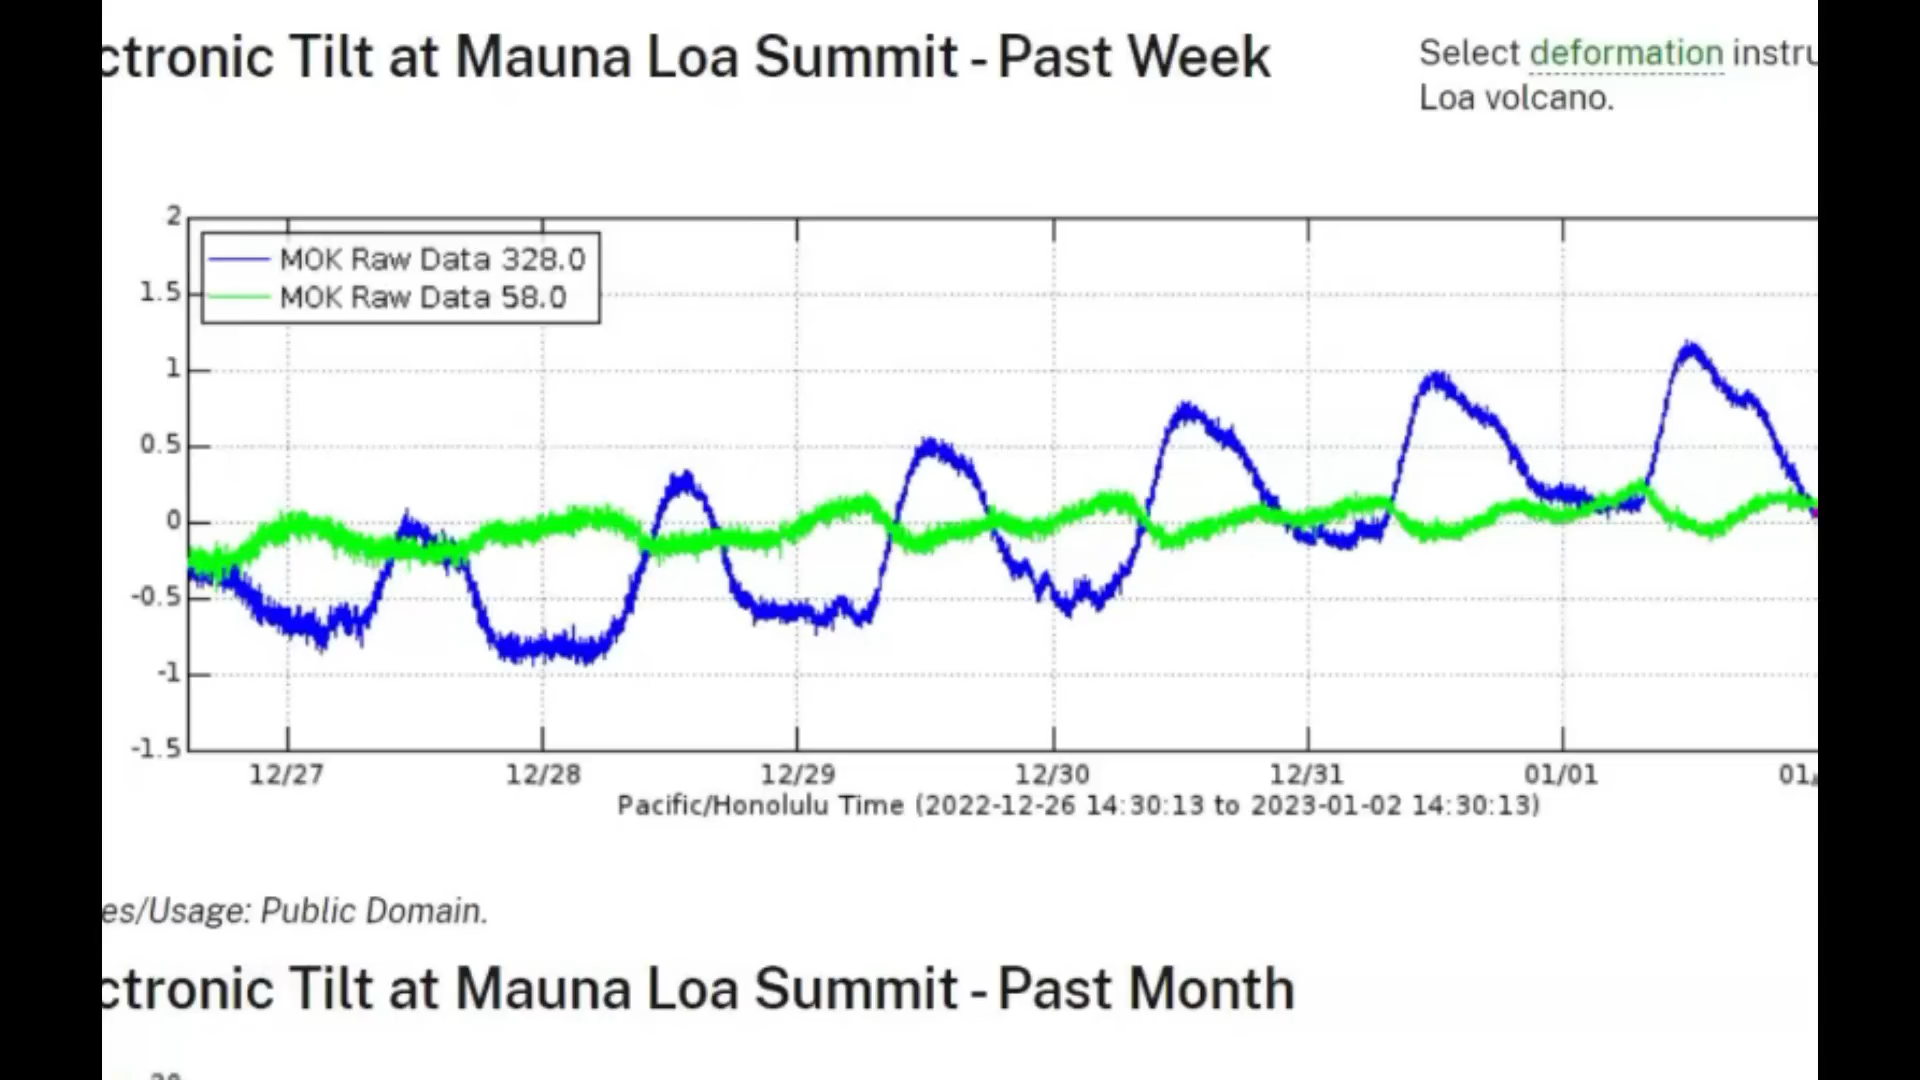 ctronic Tilt at Mauna Loa Summit - Past Week
Select deformation instru
Loa volcano.
2
1.5
1
0.5
0
-0.5
-1
-1.5
MOK Raw Data 328.0
MOK Raw Data 58.0
12/27 12/28 12/29 12/30 12/31 01/01 01/
Pacific/Honolulu Time (2022-12-26 14:30:13 to 2023-01-02 14:30:13)
es/Usage: Public Domain.
ctronic Tilt at Mauna Loa Summit - Past Month